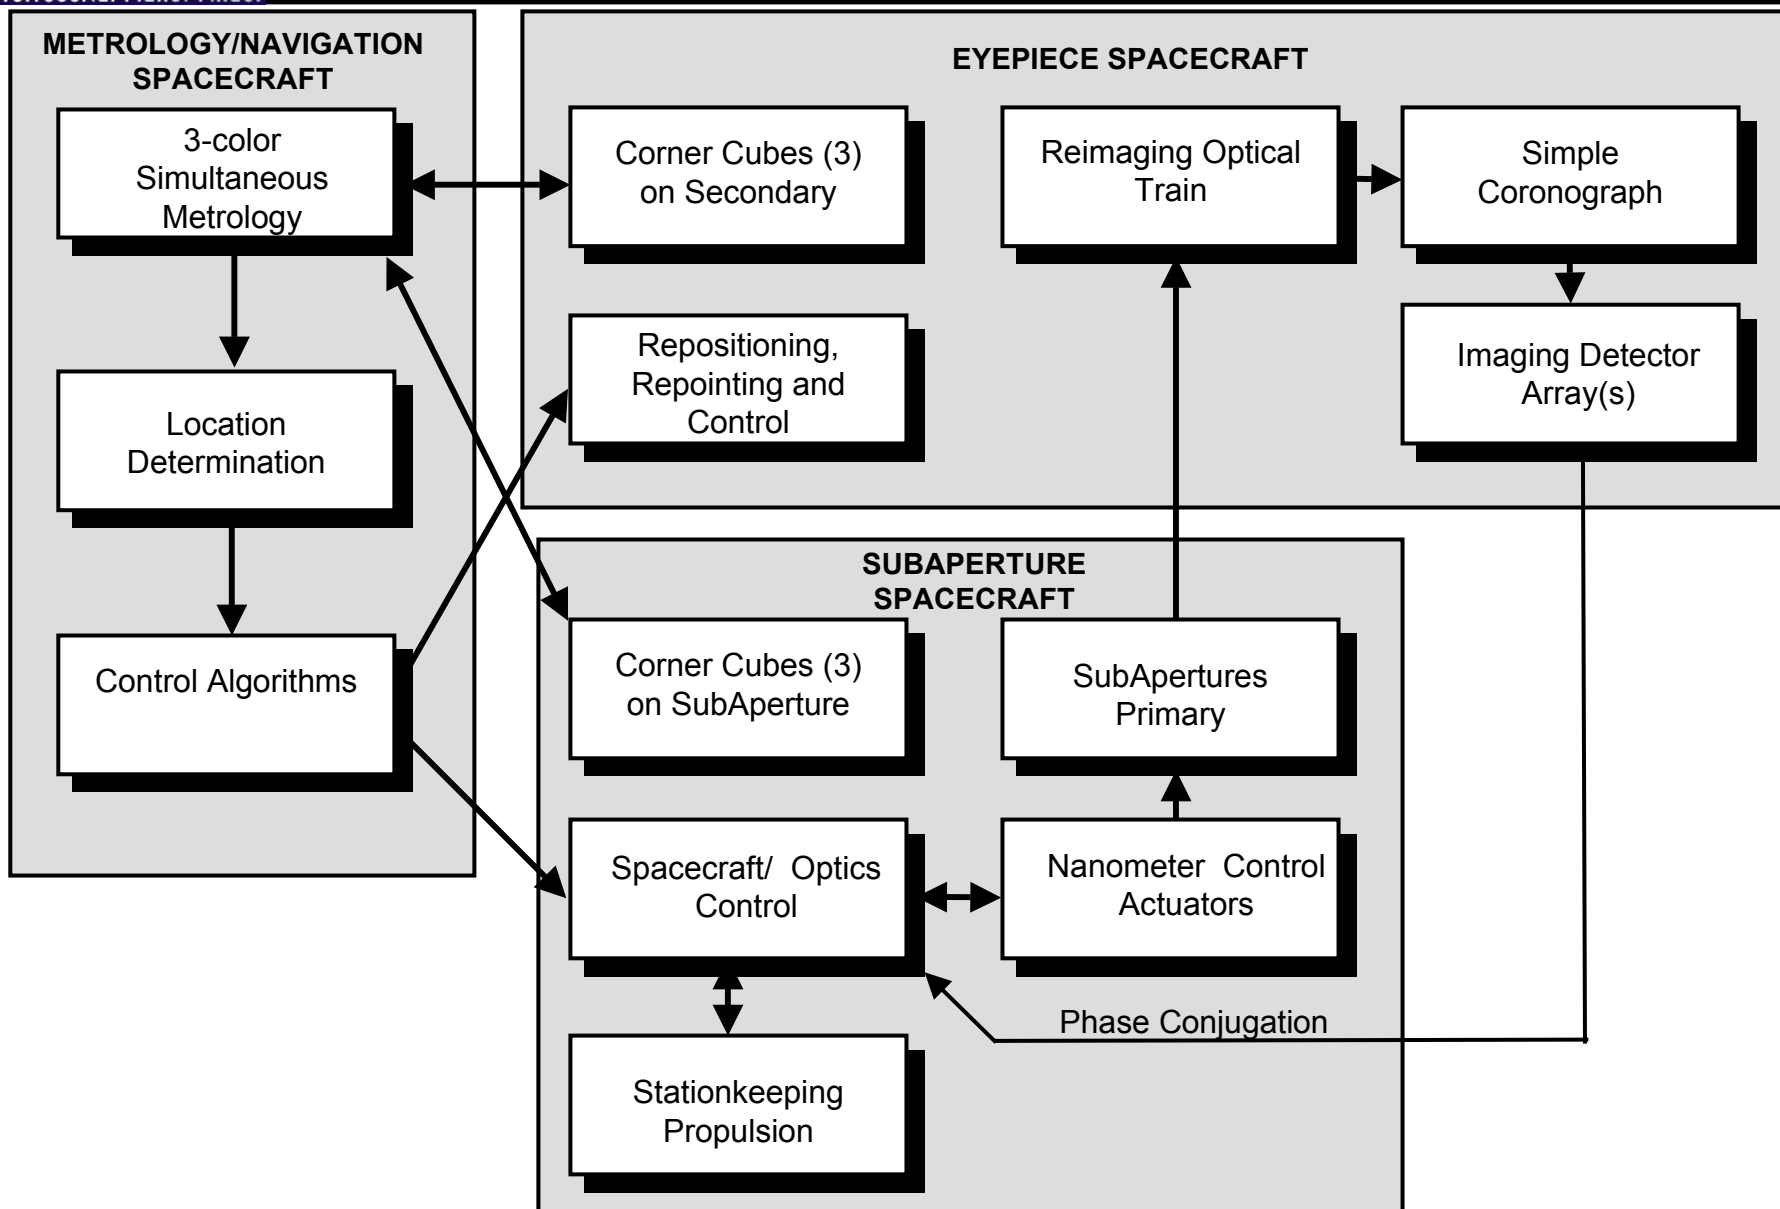 METROLOGY/NAVIGATION
SPACECRAFT
3-color
Simultaneous
Metrology
Location
Determination
Control Algorithms
EYEPIECE SPACECRAFT
Corner Cubes (3)
on Secondary
Reimaging Optical
Train
Simple
Coronograph
Repositioning,
Repointing and
Control
Imaging Detector
Array(s)
SUBAPERTURE
SPACECRAFT
Corner Cubes (3)
on SubAperture
SubApertures
Primary
Spacecraft/ Optics
Control
Nanometer Control
Actuators
Phase Conjugation
Stationkeeping
Propulsion